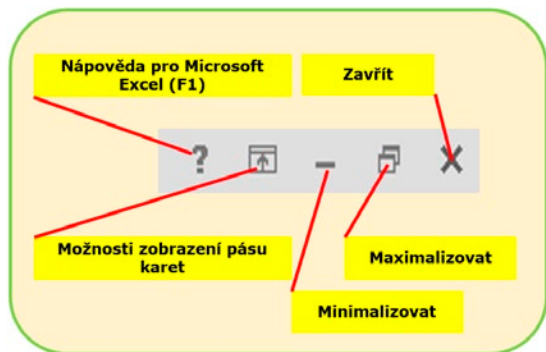 Nápověda pro Microsoft
Excel (F1)
Zavřít
?
Možnosti zobrazení pásu
karet
Maximalizovat
Minimalizovat